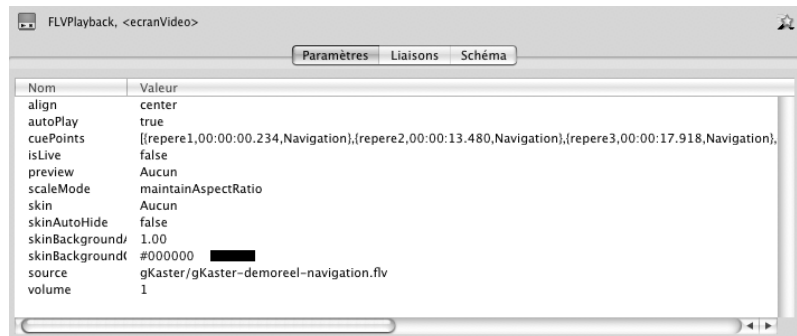 FLVPlayback, <ecranVideo>
Paramètres Liaisons Schéma
Nom Valeur
align center
autoPlay true
cuePoints [{repere1,00:00:00.234,Navigation},{repere2,00:00:13.480,Navigation},{repere3,00:00:17.918,Navigation},
isLive false
preview Aucun
scaleMode maintainAspectRatio
skin Aucun
skinAutoHide false
skinBackground 1.00
skinBackground #000000
source gKaster/gKaster-demoreel-navigation.flv
volume 1